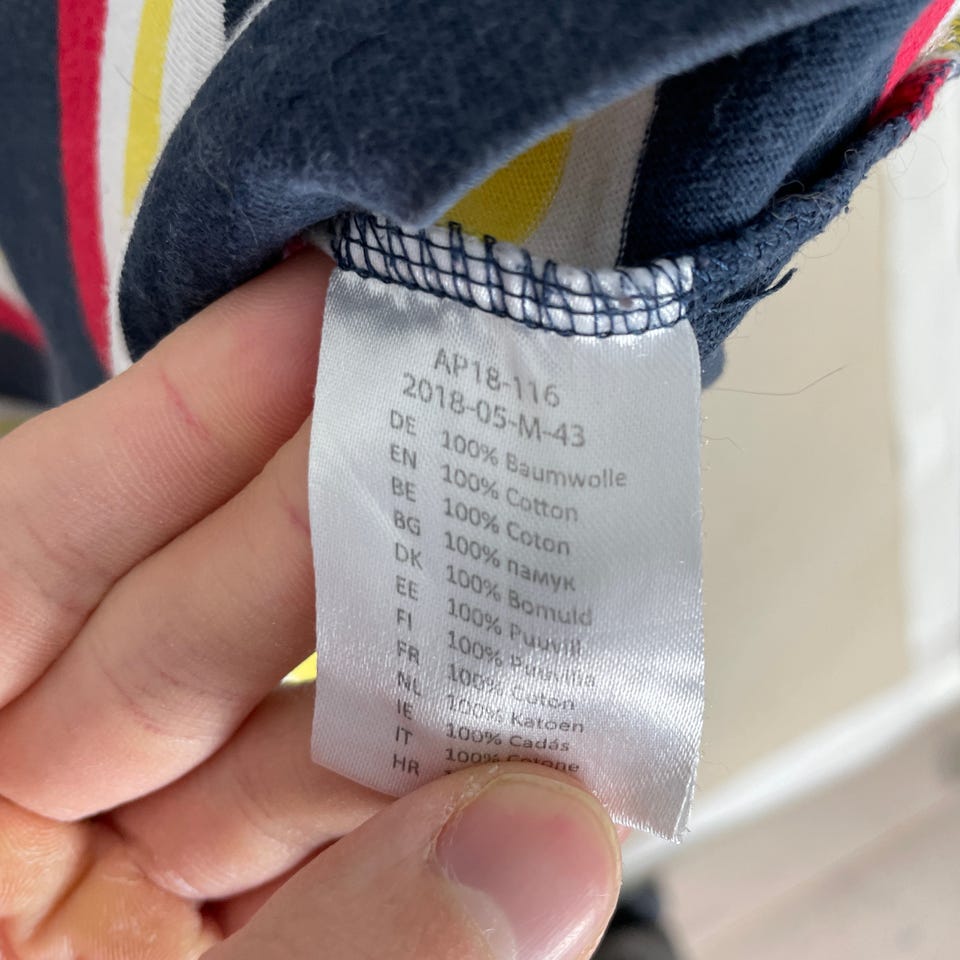 AP18-116
2018-05-M-43
DE 100% Baumwolle
EN 100% Cotton
BE 100% Coton
BG 100% памук
DK 100% Bomuld
EE 100% Puuvill
FI 100% Puuvilla
FR 100% Coton
NL 100% Katoen
IE 100% Cadás
IT 100% Cotone
HR